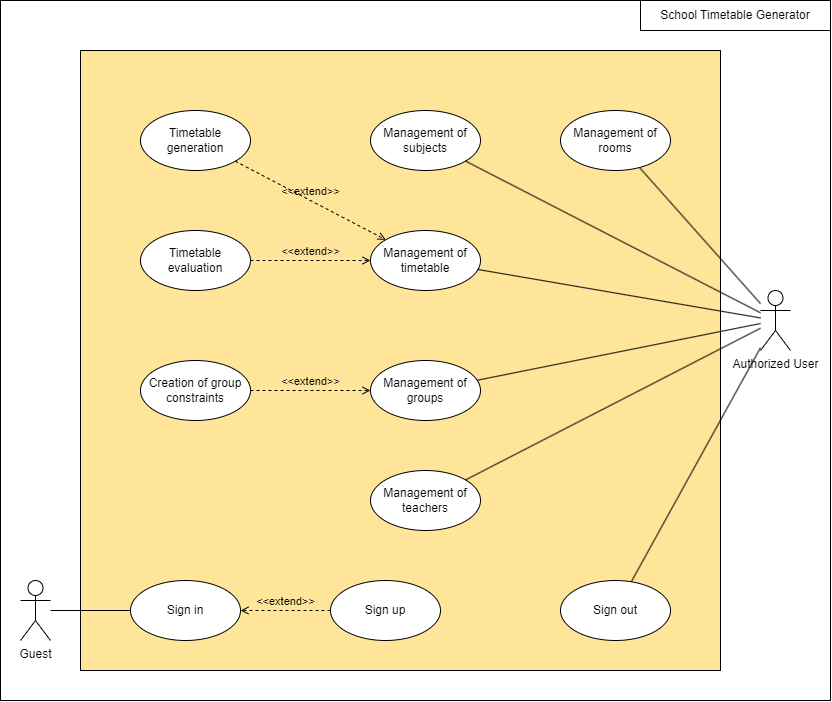 School Timetable Generator
Timetable
generation
Management of
subjects
Management of
rooms
<<extend>>
Timetable
evaluation
<<extend>>
Management of
timetable
Authorized User
Creation of group
constraints
<<extend>>
Management of
groups
Management of
teachers
Sign in
<<extend>>
Sign up
Sign out
Guest